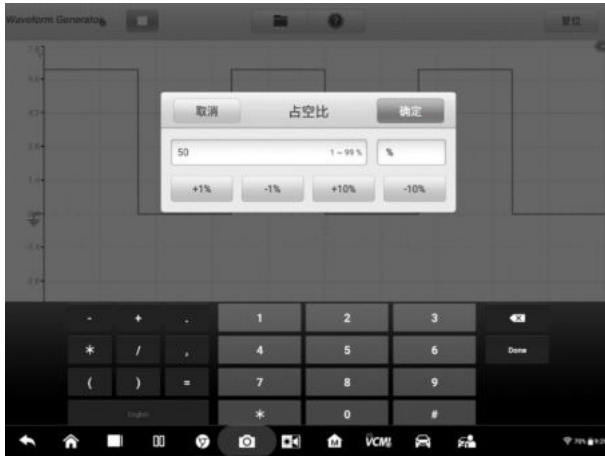 Waveform Generator
复位
取消 占空比 确定
50 1 ~ 99 % %
+1% -1% +10% -10%
- + . 1 2 3
* / , 4 5 6 Done
( ) = 7 8 9
English * 0 #
VCMI